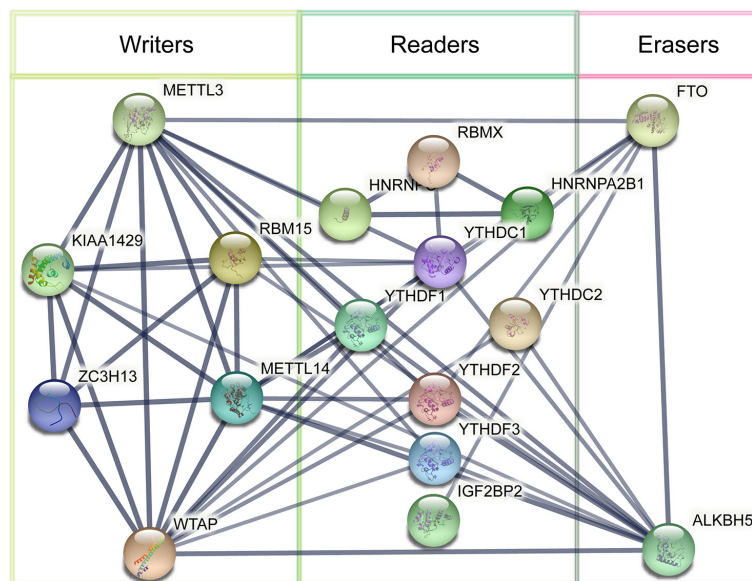 Writers Readers Erasers
METTL3
FTO
RBMX
HNRNPA2B1
KIAA1429
RBM15
YTHDC1
YTHDF1
YTHDC2
ZC3H13
METTL14
YTHDF2
YTHDF3
IGF2BP2
WTAP
ALKBH5